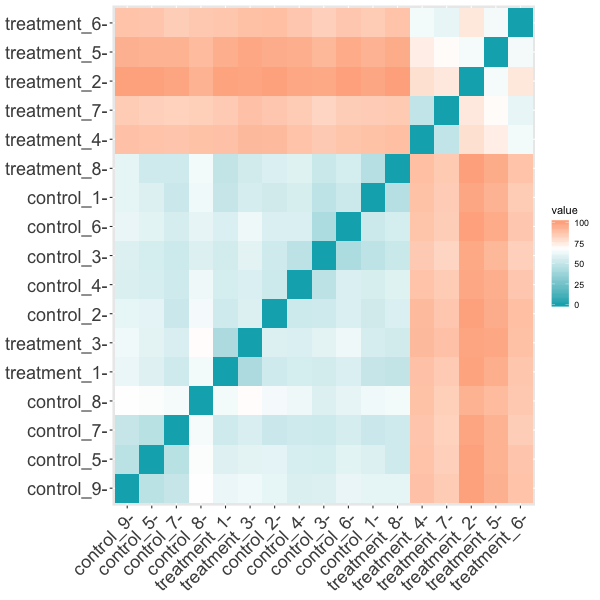 treatment_6-
treatment_5-
treatment_2-
treatment_7-
treatment_4-
treatment_8-
control_1-
control_6-
control_3-
control_4-
control_2-
treatment_3-
treatment_1-
control_8-
control_7-
control_5-
control_9-
value
100
75
50
25
0
control_9-
control_5-
control_7-
control_8-
treatment_1-
treatment_3-
control_2-
control_4-
control_3-
control_6-
control_1-
treatment_8-
treatment_4-
treatment_7-
treatment_2-
treatment_5-
treatment_6-